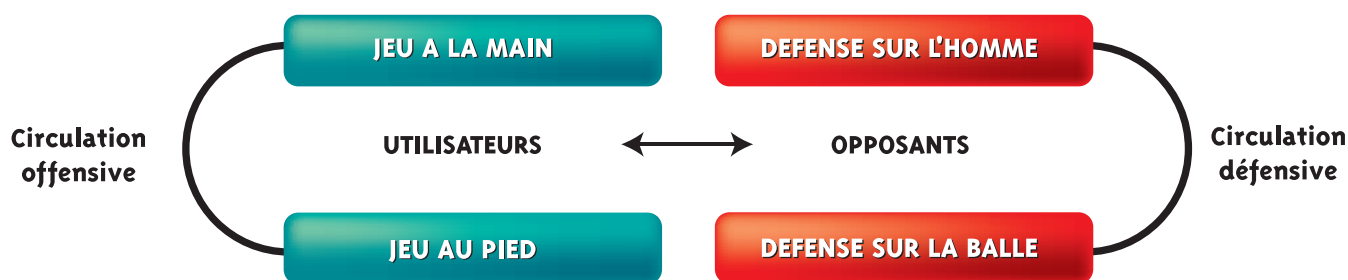 JEU A LA MAIN
DEFENSE SUR L'HOMME
Circulation
offensive
UTILISATEURS
OPPOSANTS
Circulation
défensive
JEU AU PIED
DEFENSE SUR LA BALLE